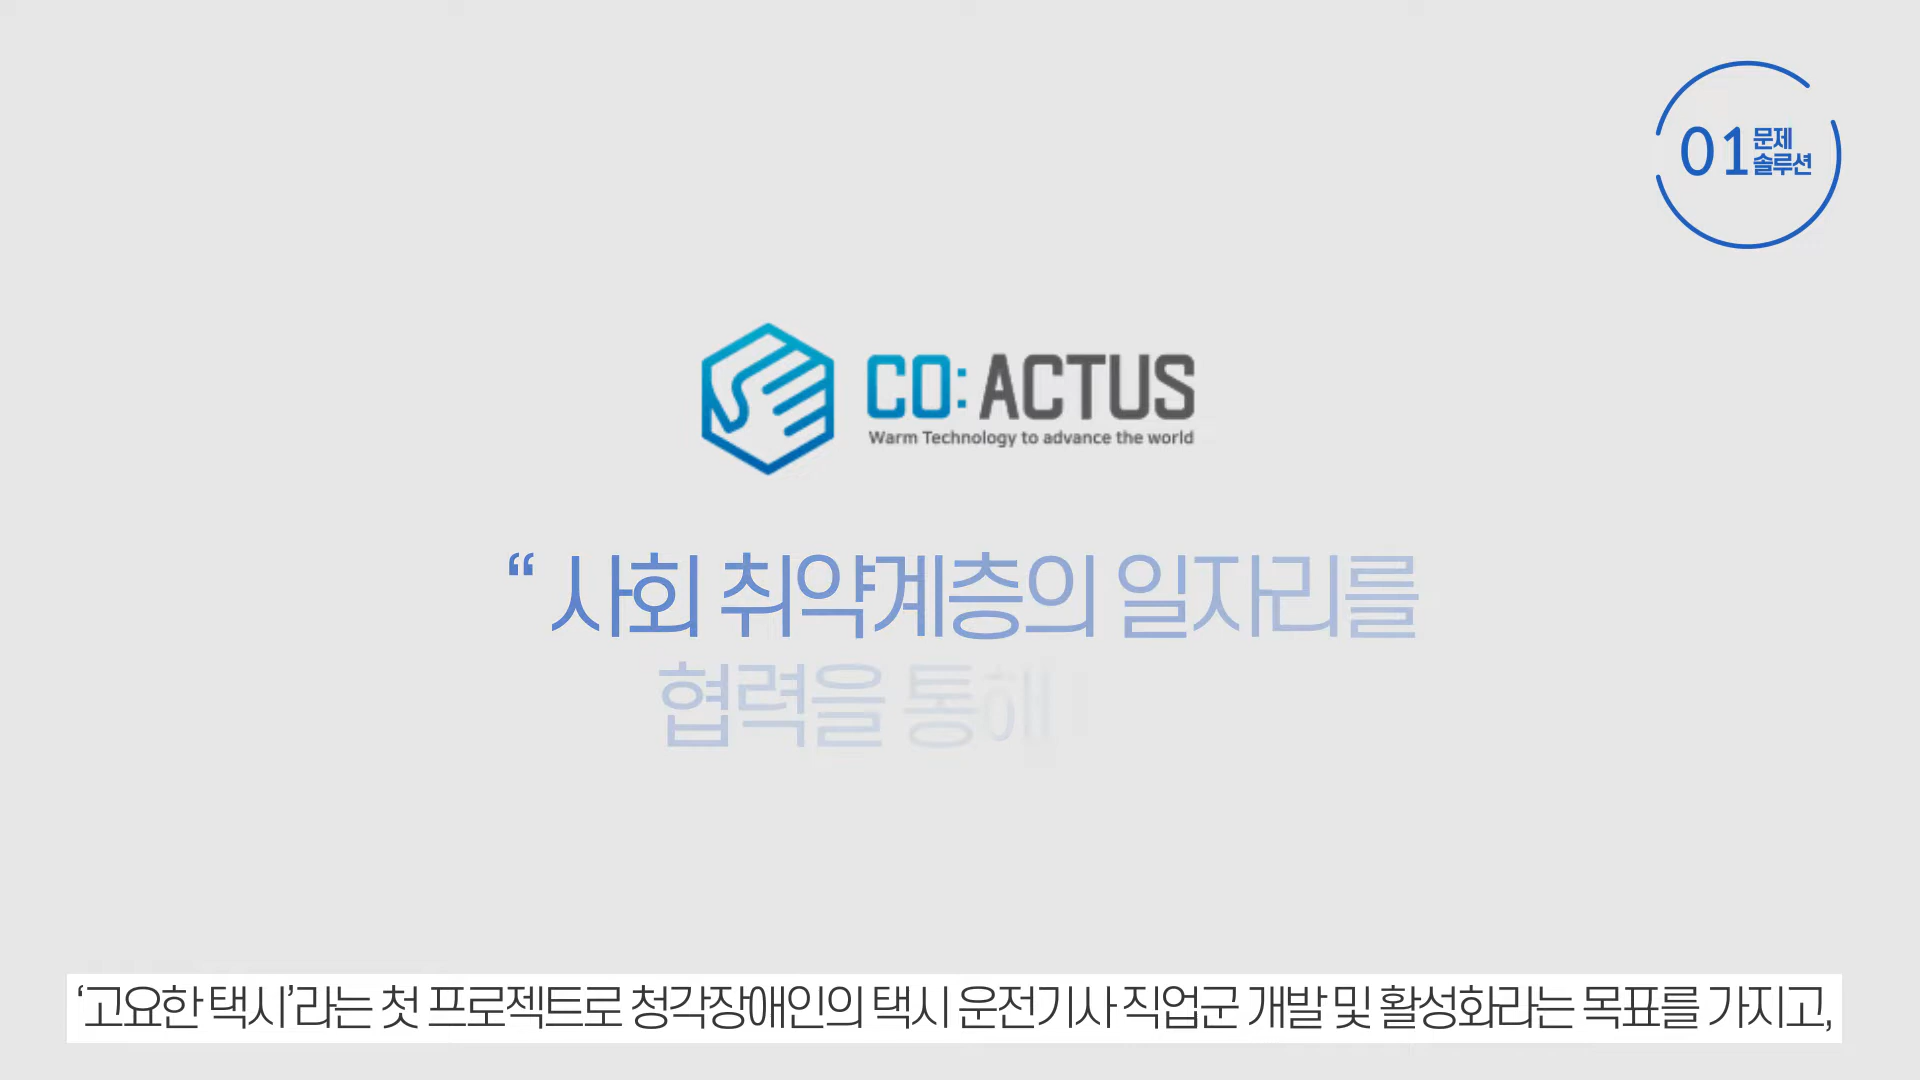 01 문제
솔루션
CO:ACTUS
Warm Technology to advance the world
“ 사회 취약계층의 일자리를
협력을 통해
‘고요한 택시’라는 첫 프로젝트로 청각장애인의 택시 운전기사 직업군 개발 및 활성화라는 목표를 가지고,